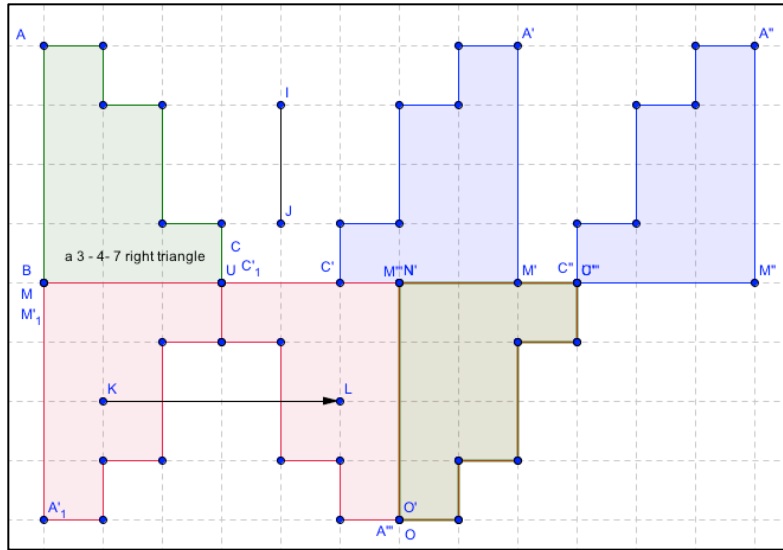 A
A'
A"
I
J
C
a 3 - 4- 7 right triangle
B
U
C'₁
C'
M'''
N'
M'
C"
M"
M
M'₁
K
L
A'₁
A'''
O'
O